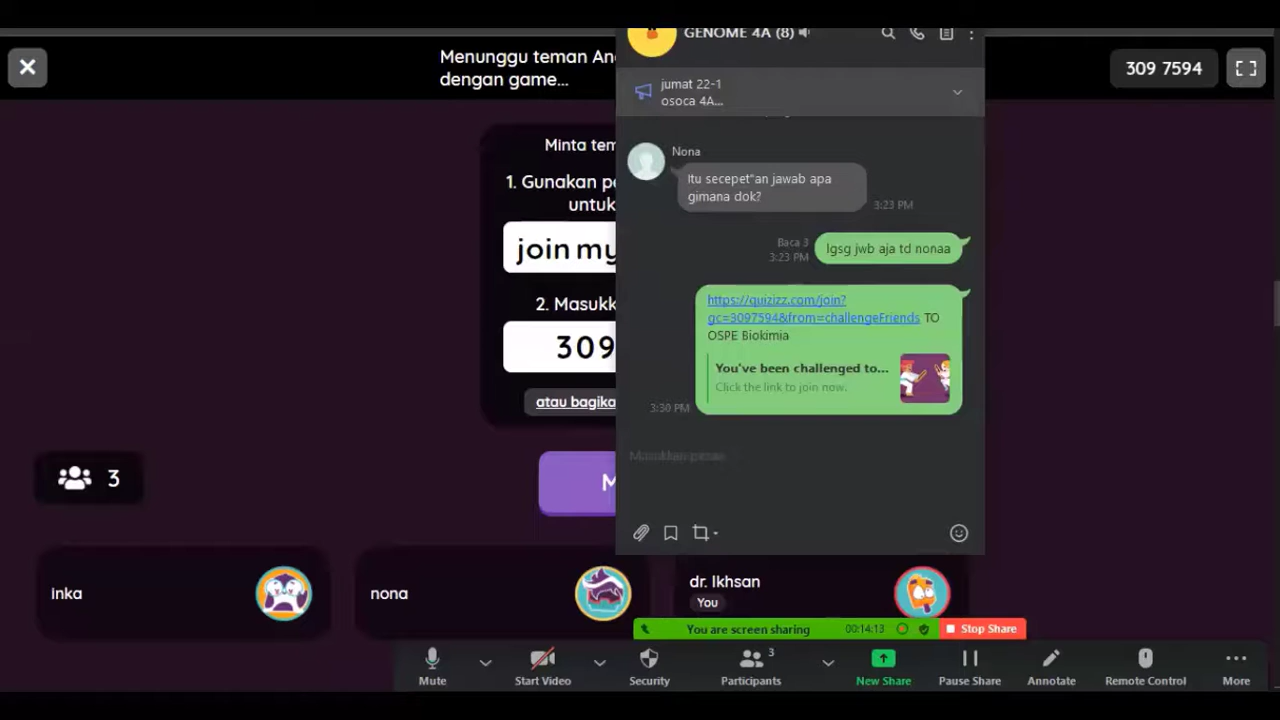 Menunggu teman An
dengan game...
309 7594
Minta tem
1. Gunakan pe
untuk
join my
2. Masukk
309
atau bagika
3
M
inka
nona
dr. Ikhsan
You
GENOME 4A (8)
jumat 22-1
osoca 4A...
Nona
Itu secepet"an jawab apa
gimana dok?
3:23 PM
Baca 3
3:23 PM
lgsg jwb aja td nonaa
https://quizizz.com/join?
gc=3097594&from=challengeFriends TO
OSPE Biokimia
You've been challenged to...
Click the link to join now.
3:30 PM
Masukkan pesan
You are screen sharing
00:14:13
Stop Share
Mute
Start Video
Security
Participants
3
New Share
Pause Share
Annotate
Remote Control
More